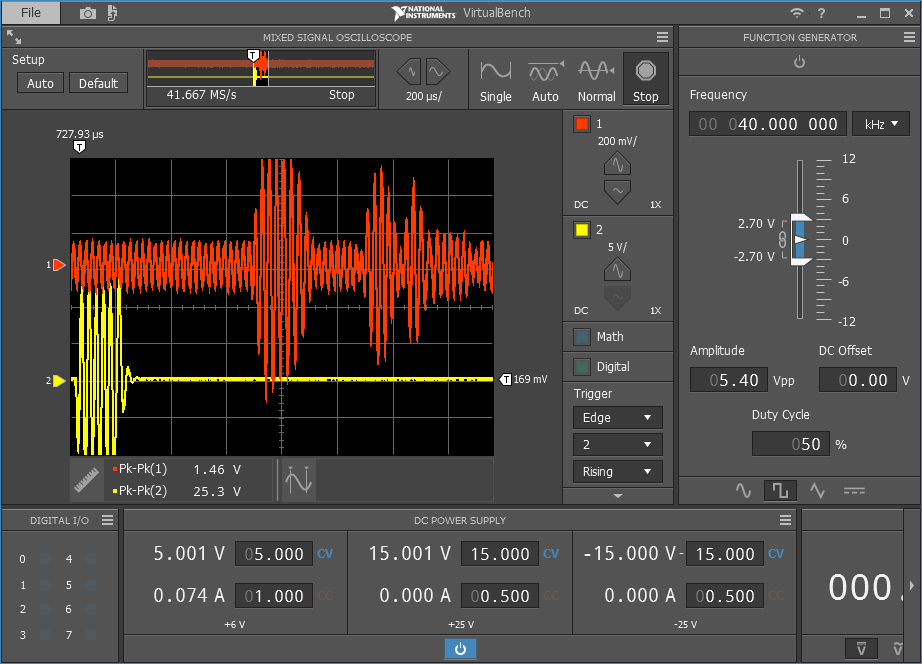 File
NATIONAL INSTRUMENTS VirtualBench
?
MIXED SIGNAL OSCILLOSCOPE
FUNCTION GENERATOR
Setup
Auto
Default
T
41.667 MS/s
Stop
200 µs/
Single
Auto
Normal
Stop
727.93 µs
T
1
2
T 169 mV
Pk-Pk(1) 1.46 V
Pk-Pk(2) 25.3 V
1
200 mV/
DC
1X
2
5 V/
DC
1X
Math
Digital
Trigger
Edge
2
Rising
Frequency
00 040.000 000
kHz
12
6
0
-6
-12
2.70 V
-2.70 V
Amplitude
DC Offset
05.40 Vpp
00.00 V
Duty Cycle
050 %
DIGITAL I/O
0 4
1 5
2 6
3 7
DC POWER SUPPLY
5.001 V 05.000 CV
0.074 A 01.000 CC
+6 V
15.001 V 15.000 CV
0.000 A 00.500 CC
+25 V
-15.000 V -15.000 CV
0.000 A 00.500 CC
-25 V
000.
V
V